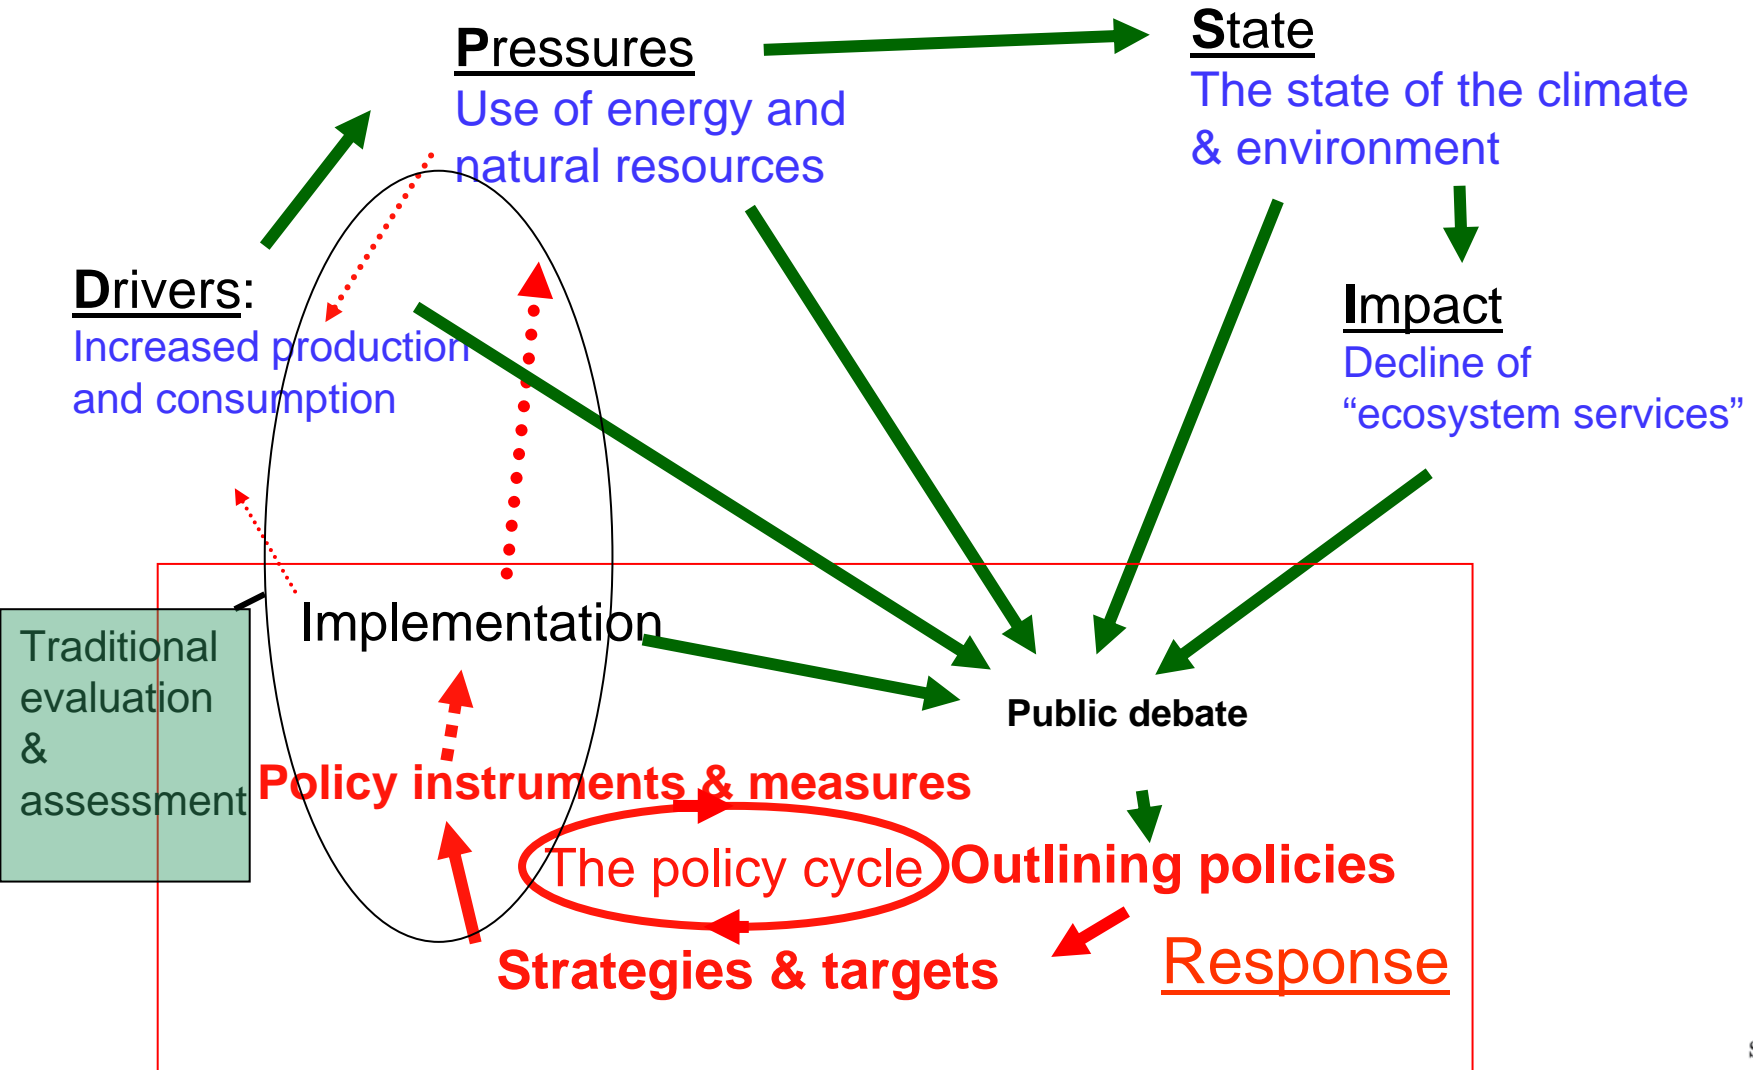 Pressures
Use of energy and
natural resources
State
The state of the climate
& environment
Drivers:
Increased production
and consumption
Impact
Decline of
“ecosystem services”
Implementation
Traditional
evaluation
&
assessment
Public debate
Policy instruments & measures
The policy cycle
Outlining policies
Strategies & targets
Response
s